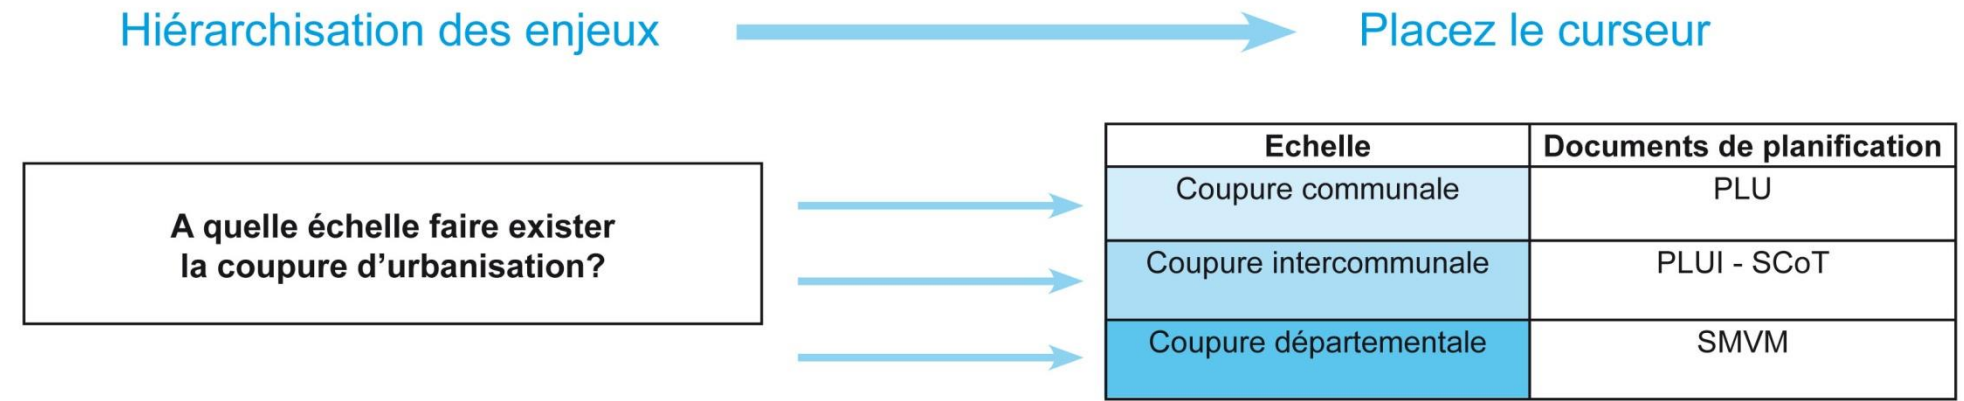 Hiérarchisation des enjeux
Placez le curseur
A quelle échelle faire exister
la coupure d’urbanisation?
Echelle Documents de planification
Coupure communale PLU
Coupure intercommunale PLUI - SCoT
Coupure départementale SMVM